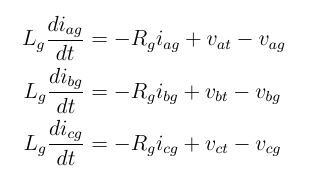 L_g \frac{di_{ag}}{dt} = -R_g i_{ag} + v_{at} - v_{ag}
L_g \frac{di_{bg}}{dt} = -R_g i_{bg} + v_{bt} - v_{bg}
L_g \frac{di_{cg}}{dt} = -R_g i_{cg} + v_{ct} - v_{cg}